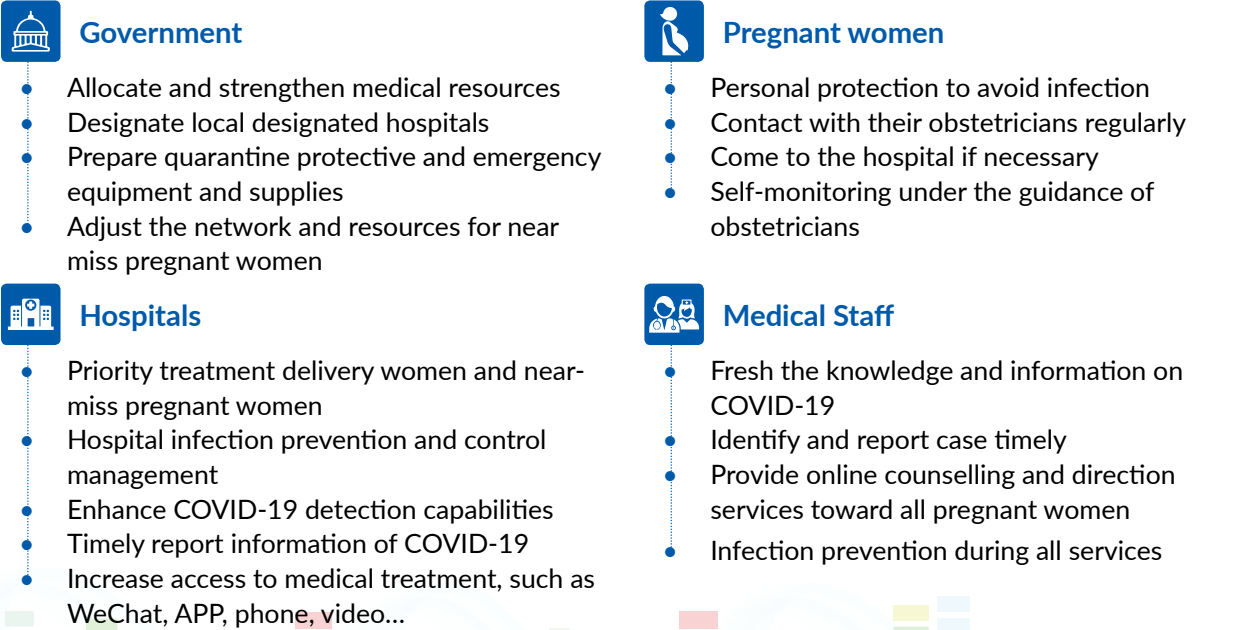 Government
Allocate and strengthen medical resources
Designate local designated hospitals
Prepare quarantine protective and emergency
equipment and supplies
Adjust the network and resources for near
miss pregnant women
Hospitals
Priority treatment delivery women and near-
miss pregnant women
Hospital infection prevention and control
management
Enhance COVID-19 detection capabilities
Timely report information of COVID-19
Increase access to medical treatment, such as
WeChat, APP, phone, video...
Pregnant women
Personal protection to avoid infection
Contact with their obstetricians regularly
Come to the hospital if necessary
Self-monitoring under the guidance of
obstetricians
Medical Staff
Fresh the knowledge and information on
COVID-19
Identify and report case timely
Provide online counselling and direction
services toward all pregnant women
Infection prevention during all services